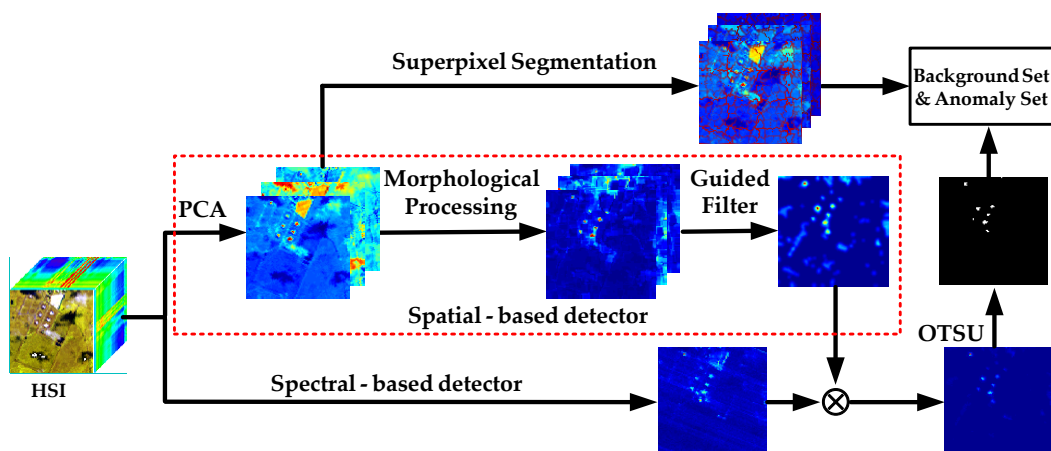 Superpixel Segmentation
Background Set
& Anomaly Set
PCA
Morphological
Processing
Guided
Filter
Spatial - based detector
OTSU
HSI
Spectral - based detector